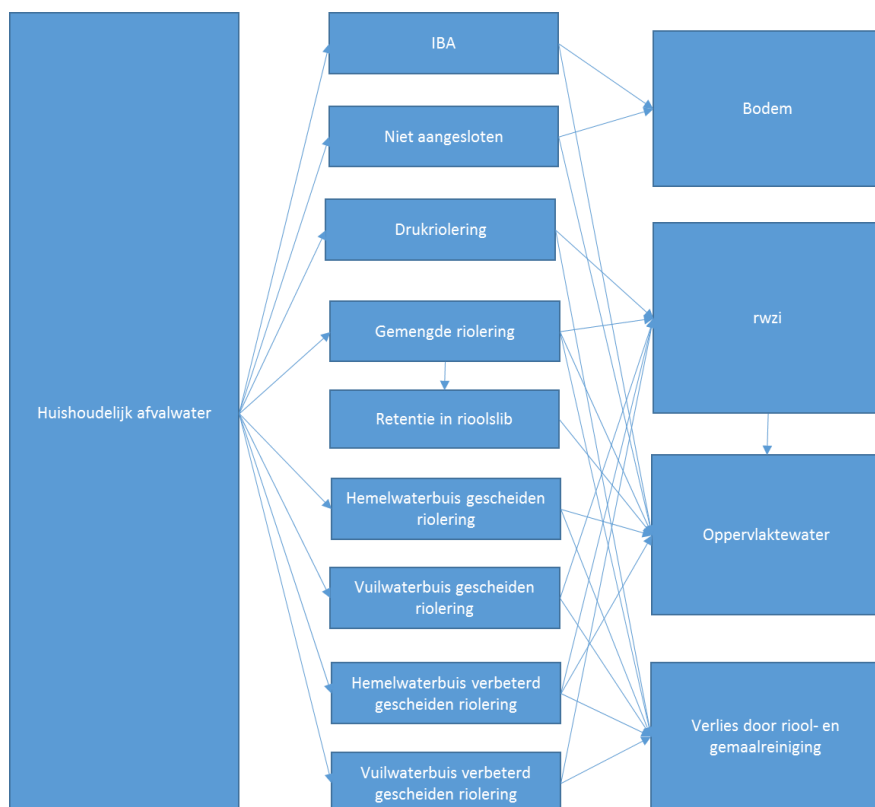 Huishoudelijk afvalwater
IBA
Niet aangesloten
Drukriolering
Gemengde riolering
Retentie in rioolslib
Hemelwaterbuis gescheiden
riolering
Vuilwaterbuis gescheiden
riolering
Hemelwaterbuis verbeterd
gescheiden riolering
Vuilwaterbuis verbeterd
gescheiden riolering
Bodem
rwzi
Oppervlaktewater
Verlies door riool- en
gemaalreiniging